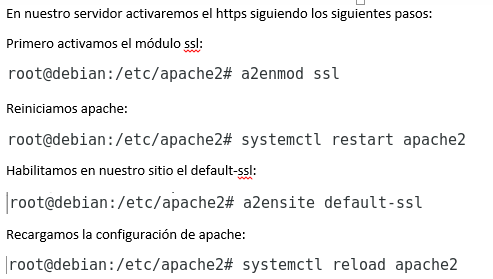 En nuestro servidor activaremos el https siguiendo los siguientes pasos:
Primero activamos el módulo ssl:
root@debian:/etc/apache2# a2enmod ssl
Reiniciamos apache:
root@debian:/etc/apache2# systemctl restart apache2
Habilitamos en nuestro sitio el default-ssl:
root@debian:/etc/apache2# a2ensite default-ssl
Recargamos la configuración de apache:
root@debian:/etc/apache2# systemctl reload apache2